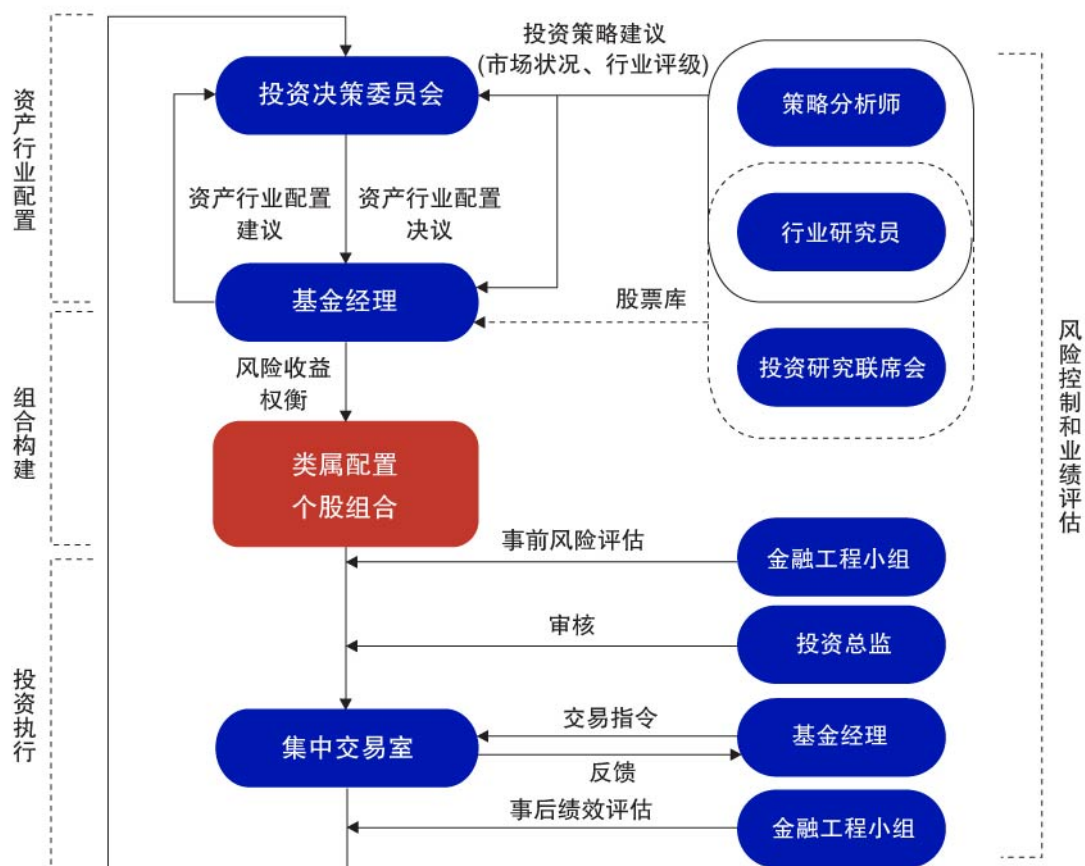 投资策略建议
(市场状况、行业评级)
投资决策委员会
策略分析师
资产行业配置
资产行业配置
建议
资产行业配置
决议
行业研究员
基金经理
股票库
投资研究联席会
风险收益
权衡
组合构建
类属配置
个股组合
风险控制和业绩评估
事前风险评估
金融工程小组
审核
投资总监
投资执行
集中交易室
交易指令
反馈
基金经理
事后绩效评估
金融工程小组